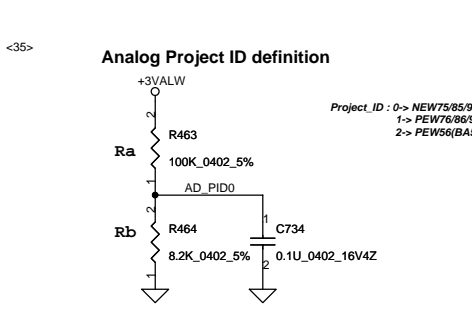 <35>
Analog Project ID definition
+3VALW
Project_ID : 0-> NEW75/85/9
1-> PEW76/86/9
2-> PEW56(BA5
2
R463
Ra
100K_0402_5%
1
AD_PID0
2
1
Rb
R464
C734
8.2K_0402_5%
0.1U_0402_16V4Z
1
2